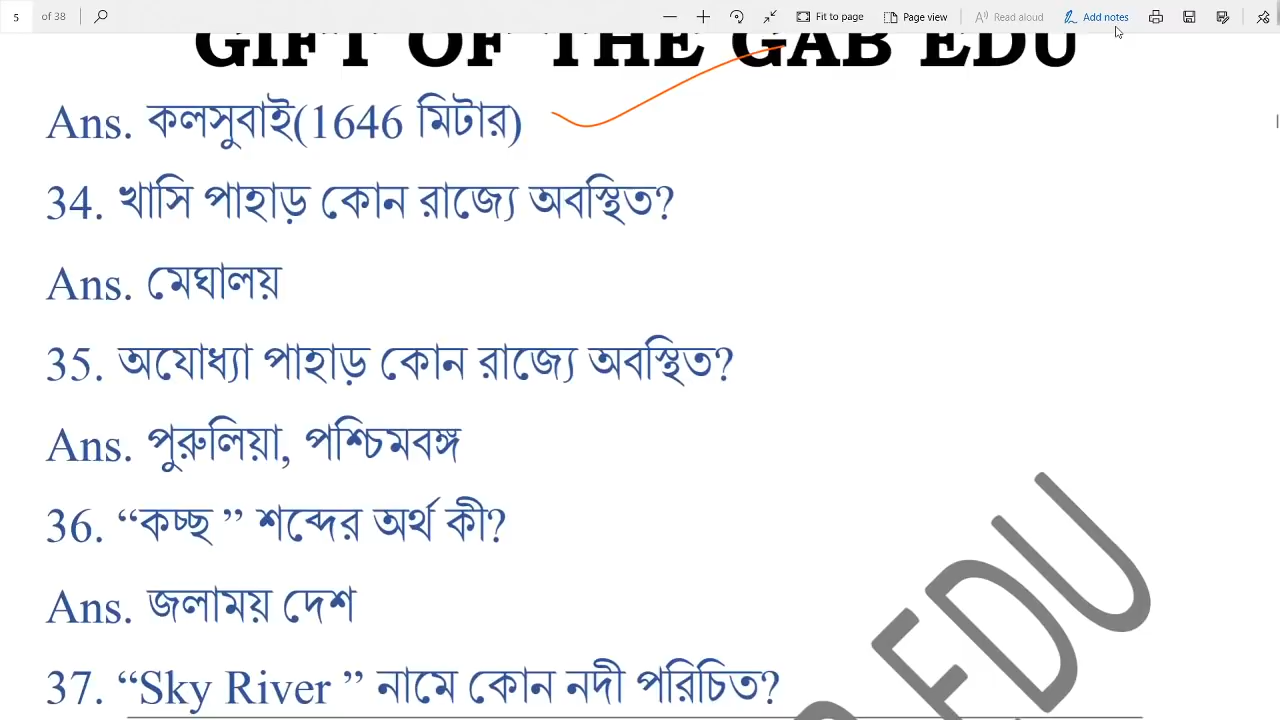 5 of 38 Fit to page Page view Read aloud Add notes
GIFT OF THE GAB EDU
Ans. কলসুবাই(1646 মিটার)
34. খাসি পাহাড় কোন রাজ্যে অবস্থিত?
Ans. মেঘালয়
35. অযোধ্যা পাহাড় কোন রাজ্যে অবস্থিত?
Ans. পুরুলিয়া, পশ্চিমবঙ্গ
36. “কচ্ছ ” শব্দের অর্থ কী?
Ans. জলাময় দেশ
37. “Sky River ” নামে কোন নদী পরিচিত?
EDU